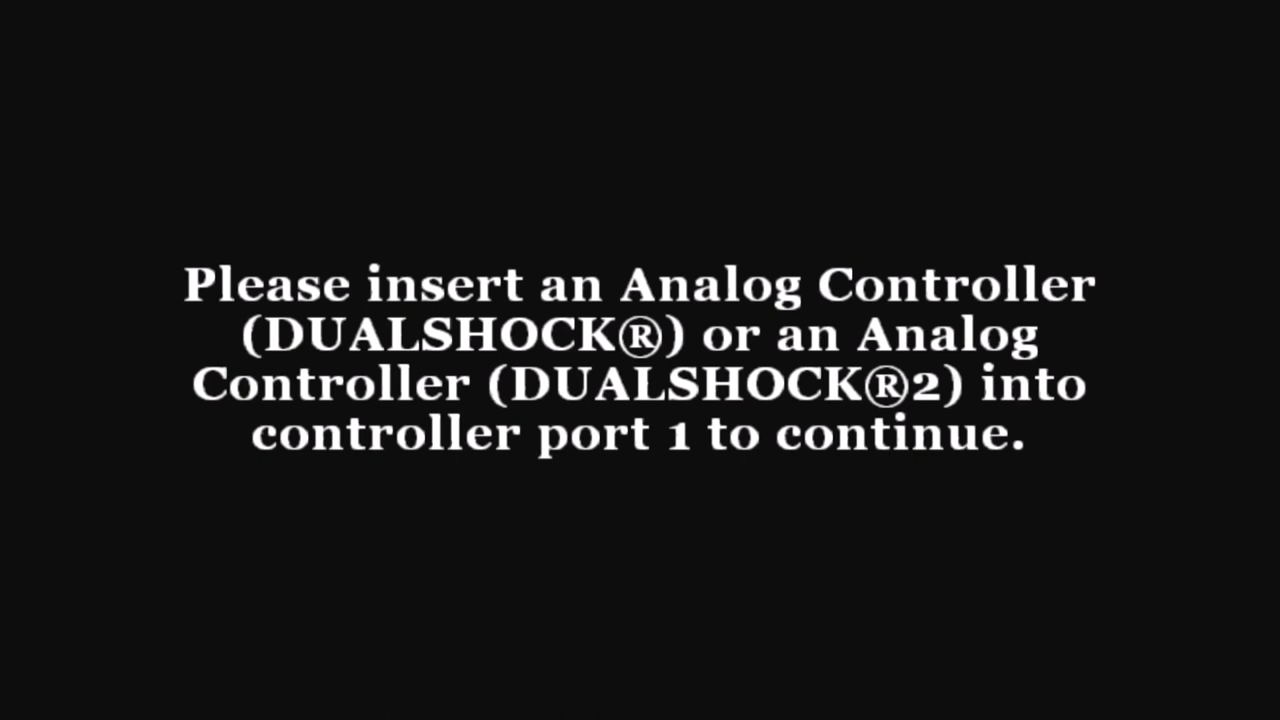 Please insert an Analog Controller
(DUALSHOCK®) or an Analog
Controller (DUALSHOCK®2) into
controller port 1 to continue.